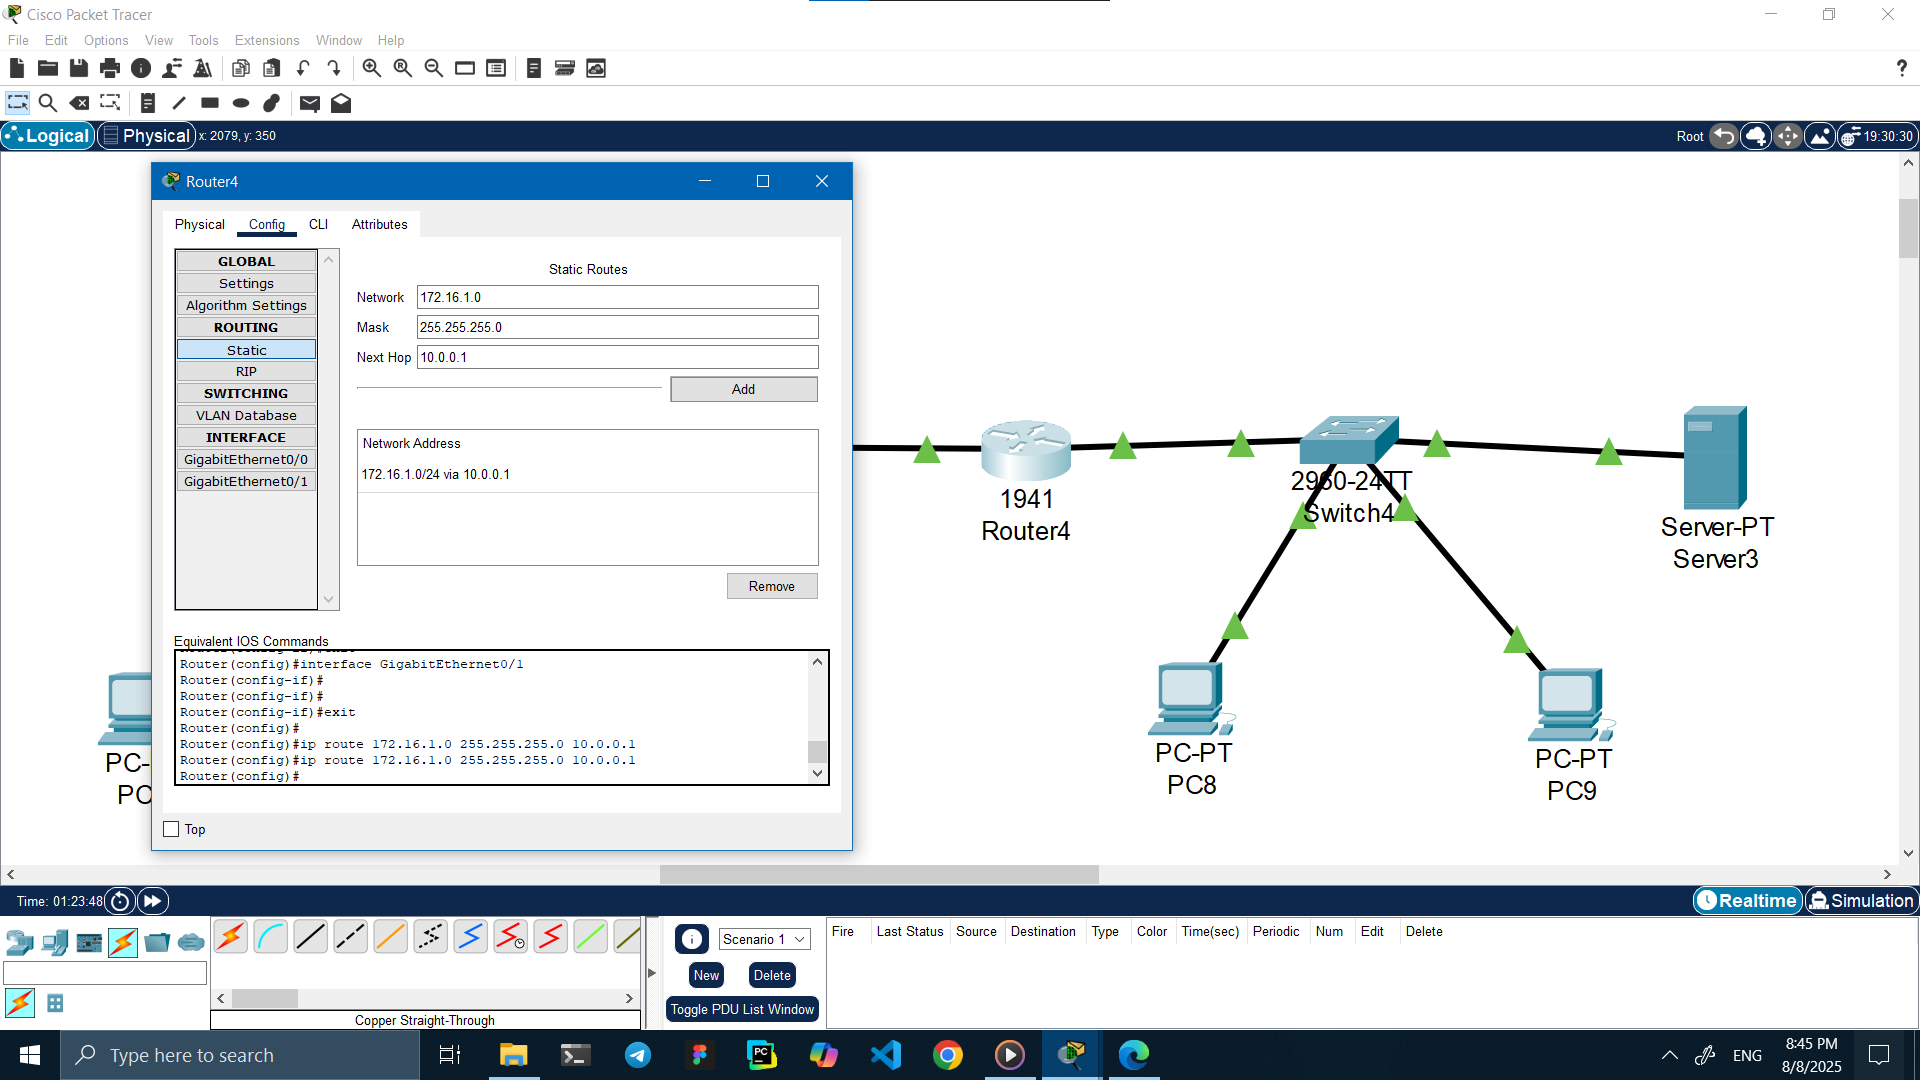 Cisco Packet Tracer
File Edit Options View Tools Extensions Window Help
?
Logical Physical x: 2079, y: 350
Root 19:30:30
Router4
Physical Config CLI Attributes
GLOBAL
Settings
Algorithm Settings
ROUTING
Static
RIP
SWITCHING
VLAN Database
INTERFACE
GigabitEthernet0/0
GigabitEthernet0/1
Static Routes
Network 172.16.1.0
Mask 255.255.255.0
Next Hop 10.0.0.1
Add
Network Address
172.16.1.0/24 via 10.0.0.1
Remove
Equivalent IOS Commands
Router(config-if)#exit
Router(config)#interface GigabitEthernet0/1
Router(config-if)#
Router(config-if)#
Router(config-if)#exit
Router(config)#
Router(config)#ip route 172.16.1.0 255.255.255.0 10.0.0.1
Router(config)#ip route 172.16.1.0 255.255.255.0 10.0.0.1
Router(config)#
Top
PC-
PC
1941
Router4
2960-24TT
Switch4
Server-PT
Server3
PC-PT
PC8
PC-PT
PC9
Time: 01:23:48
Realtime Simulation
Scenario 1
New Delete
Toggle PDU List Window
Fire Last Status Source Destination Type Color Time(sec) Periodic Num Edit Delete
Copper Straight-Through
Type here to search
PC
ENG
8:45 PM
8/8/2025